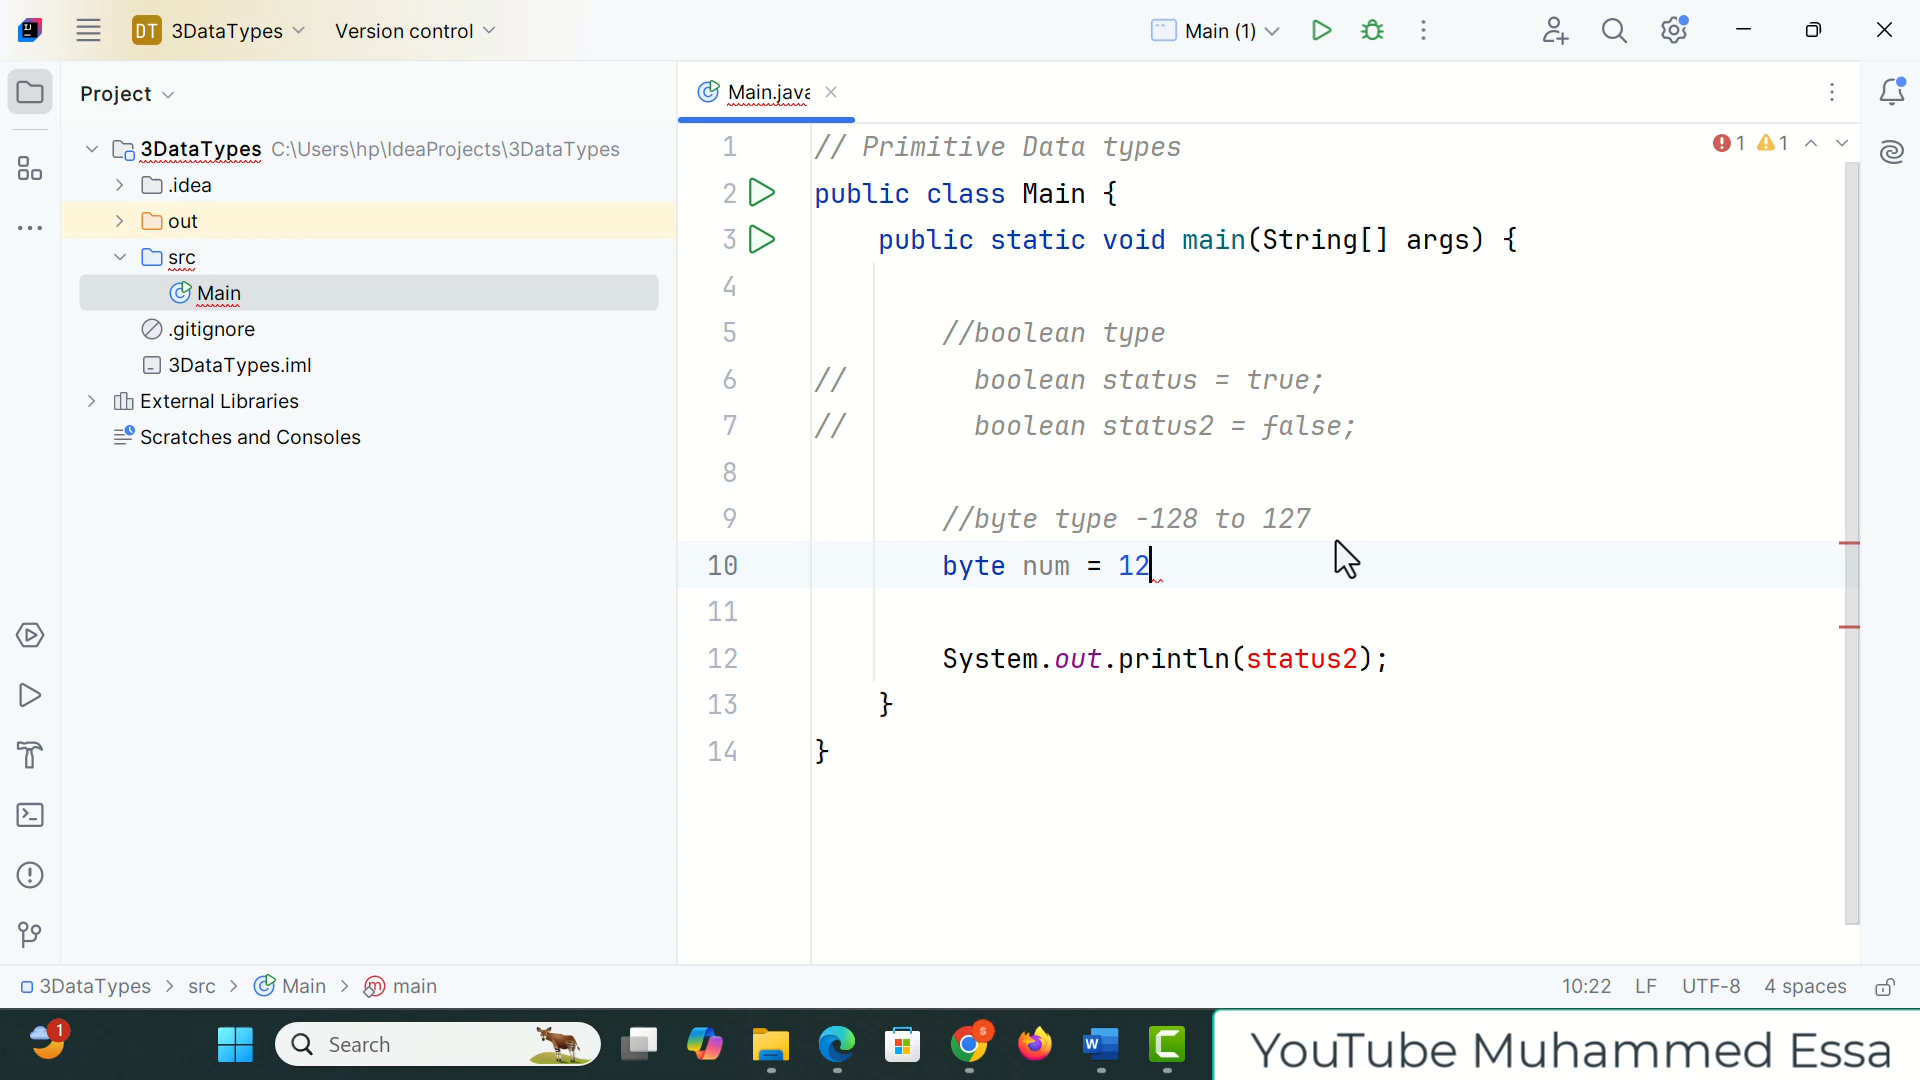 DT 3DataTypes Version control Main (1)
Project
Main.java
3DataTypes C:\Users\hp\IdeaProjects\3DataTypes
.idea
out
src
Main
.gitignore
3DataTypes.iml
External Libraries
Scratches and Consoles
1 // Primitive Data types
2 public class Main {
3 public static void main(String[] args) {
4
5 //boolean type
6 // boolean status = true;
7 // boolean status2 = false;
8
9 //byte type -128 to 127
10 byte num = 12
11
12 System.out.println(status2);
13 }
14 }
1 1
3DataTypes > src > Main > main
10:22 LF UTF-8 4 spaces
1
Search
YouTube Muhammed Essa